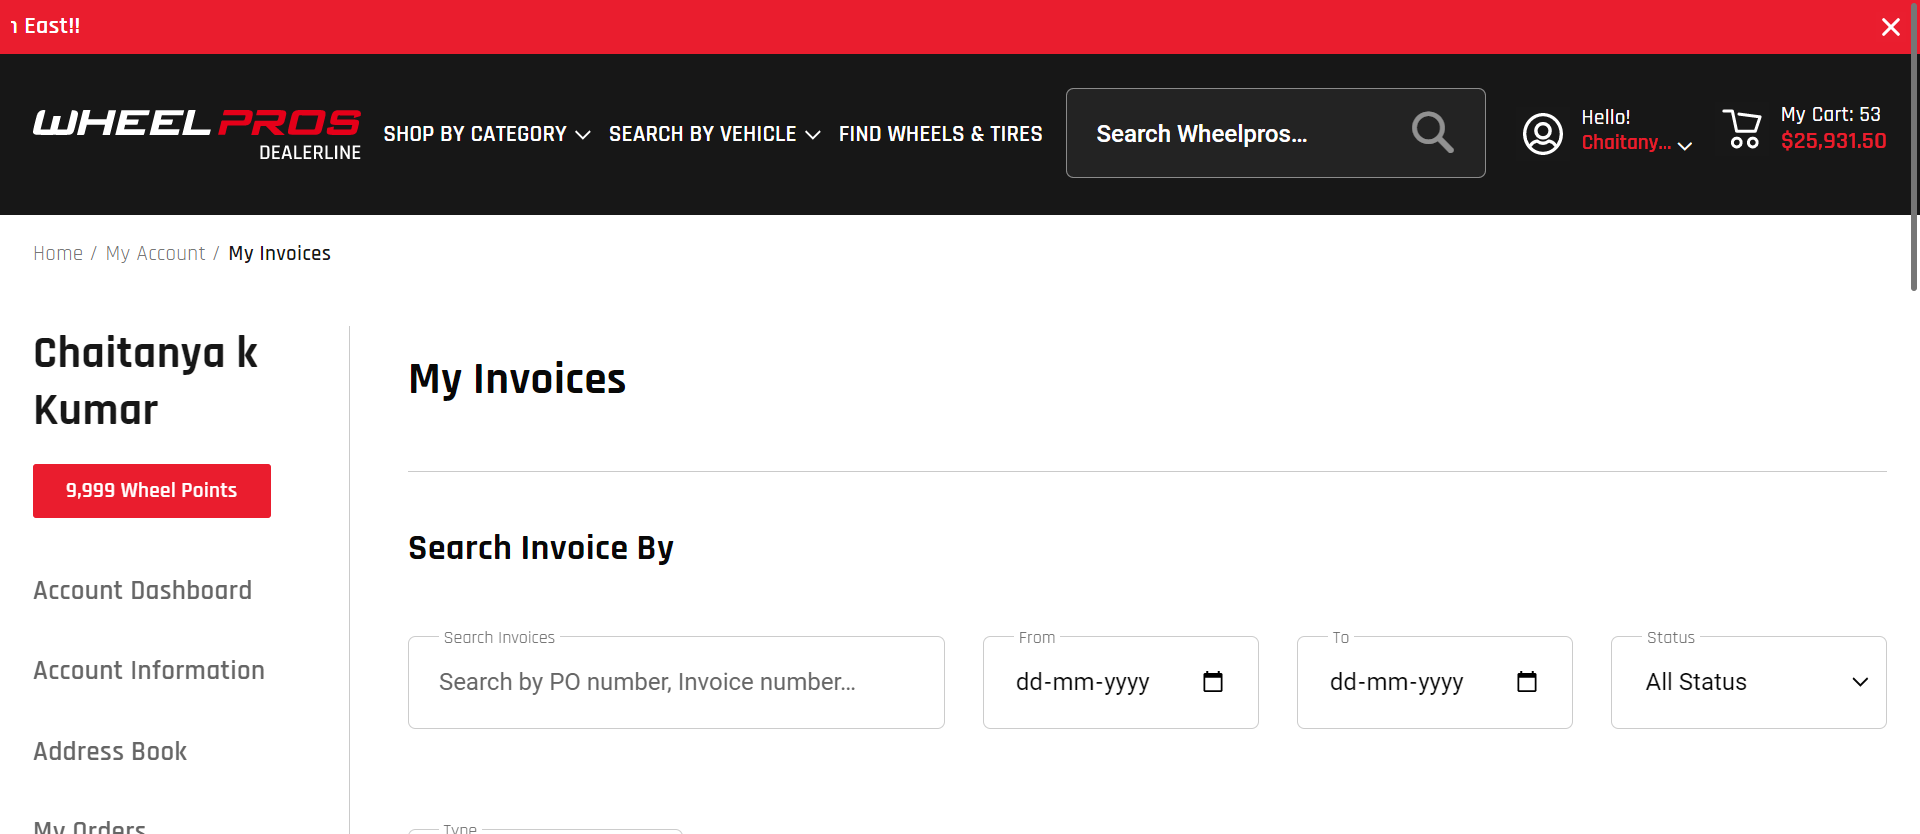 East!!
WHEEL PROS
DEALERLINE
SHOP BY CATEGORY
SEARCH BY VEHICLE
FIND WHEELS & TIRES
Search Wheelpros...
Hello!
Chaitany...
My Cart: 53
$25,931.50
Home / My Account / My Invoices
Chaitanya k
Kumar
9,999 Wheel Points
Account Dashboard
Account Information
Address Book
My Orders
My Invoices
Search Invoice By
Search Invoices
Search by PO number, Invoice number...
From
dd-mm-yyyy
To
dd-mm-yyyy
Status
All Status
Type